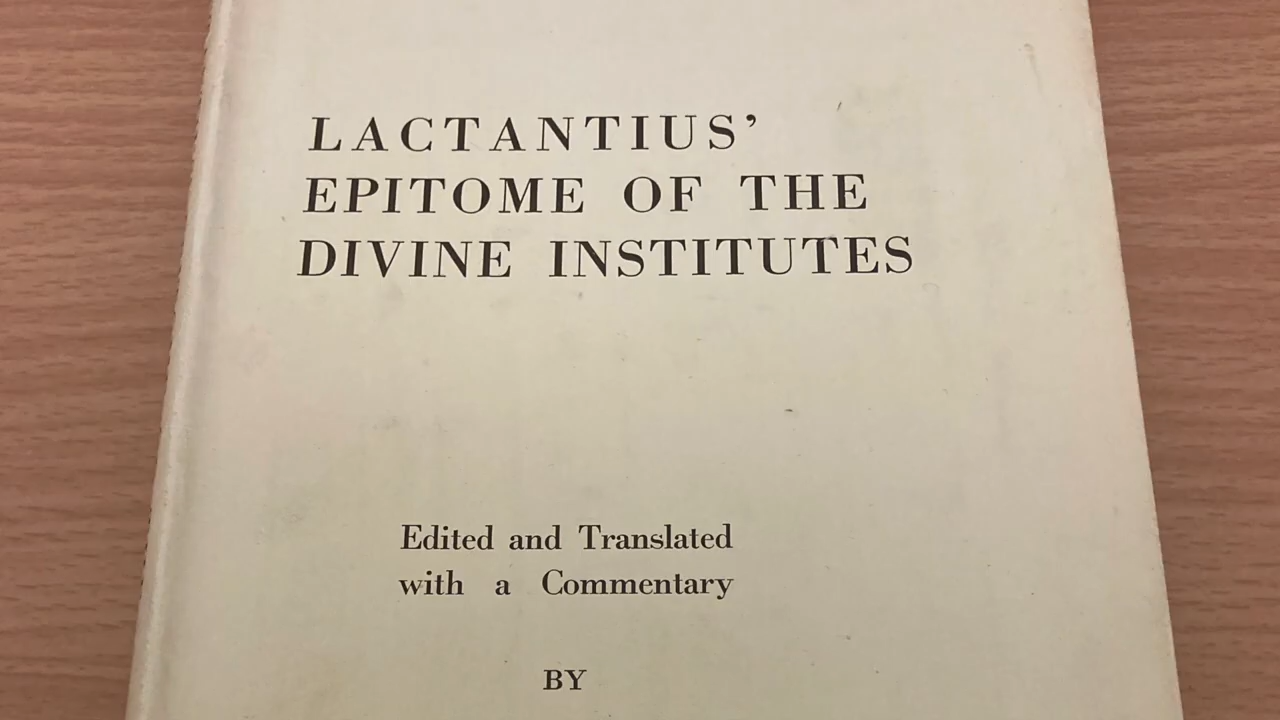 LACTANTIUS’
EPITOME OF THE
DIVINE INSTITUTES
Edited and Translated
with a Commentary
BY